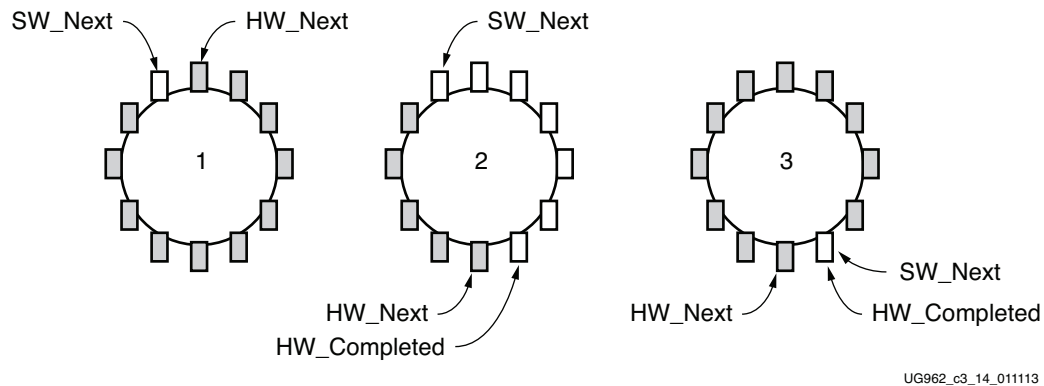 SW_Next HW_Next SW_Next
1 2 3
SW_Next
HW_Next HW_Next HW_Completed
HW_Completed
UG962_c3_14_011113